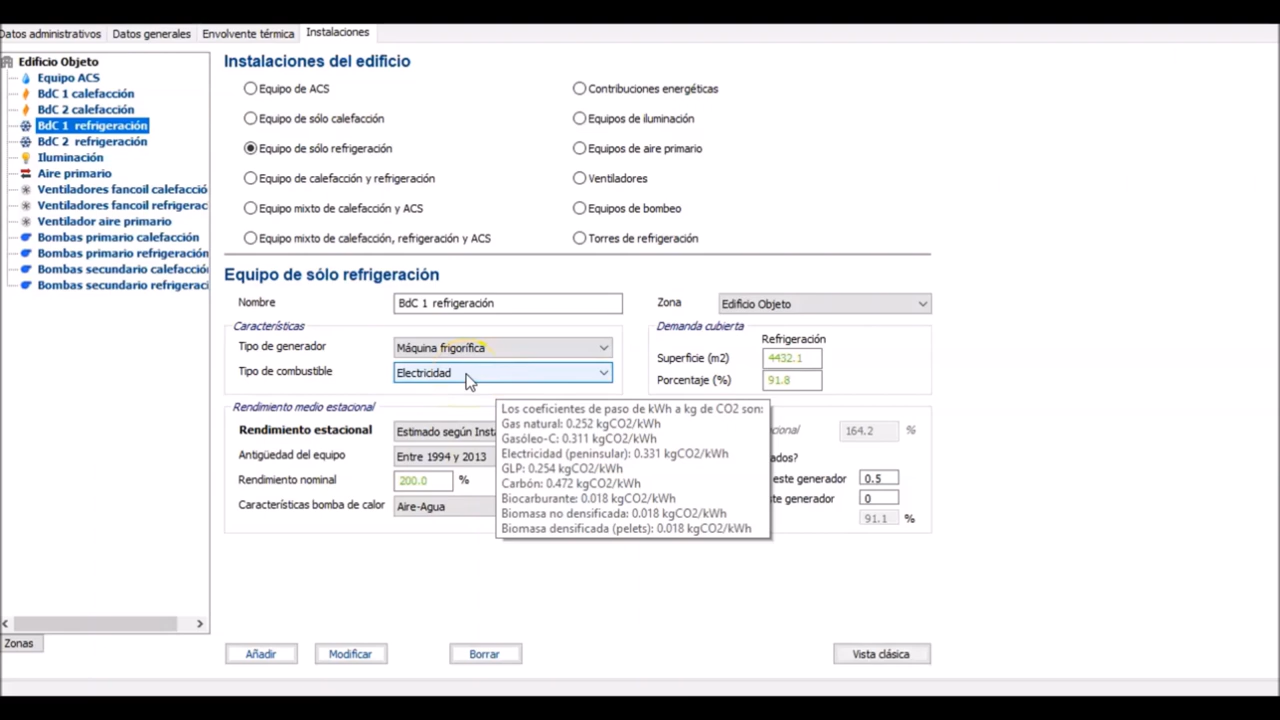 Datos administrativos Datos generales Envolvente térmica Instalaciones
Edificio Objeto
Equipo ACS
BdC 1 calefacción
BdC 2 calefacción
BdC 1 refrigeración
BdC 2 refrigeración
Iluminación
Aire primario
Ventiladores fancoil calefacció
Ventiladores fancoil refrigerac
Ventilador aire primario
Bombas primario calefacción
Bombas primario refrigeración
Bombas secundario calefacció
Bombas secundario refrigeraci
Zonas
Instalaciones del edificio
Equipo de ACS
Equipo de sólo calefacción
Equipo de sólo refrigeración
Equipo de calefacción y refrigeración
Equipo mixto de calefacción y ACS
Equipo mixto de calefacción, refrigeración y ACS
Contribuciones energéticas
Equipos de iluminación
Equipos de aire primario
Ventiladores
Equipos de bombeo
Torres de refrigeración
Equipo de sólo refrigeración
Nombre BdC 1 refrigeración
Zona Edificio Objeto
Características
Tipo de generador Máquina frigorífica
Tipo de combustible Electricidad
Demanda cubierta
Refrigeración
Superficie (m2) 4432.1
Porcentaje (%) 91.8
Rendimiento medio estacional
Rendimiento estacional Estimado según Inst
Antigüedad del equipo Entre 1994 y 2013
Rendimiento nominal 200.0 %
Características bomba de calor Aire-Agua
Los coeficientes de paso de kWh a kg de CO2 son:
Gas natural: 0.252 kgCO2/kWh
Gasóleo-C: 0.311 kgCO2/kWh
Electricidad (peninsular): 0.331 kgCO2/kWh
GLP: 0.254 kgCO2/kWh
Carbón: 0.472 kgCO2/kWh
Biocarburante: 0.018 kgCO2/kWh
Biomasa no densificada: 0.018 kgCO2/kWh
Biomasa densificada (pelets): 0.018 kgCO2/kWh
cional 164.2 %
ados?
este generador 0.5
ste generador 0
91.1 %
Añadir Modificar Borrar Vista clásica